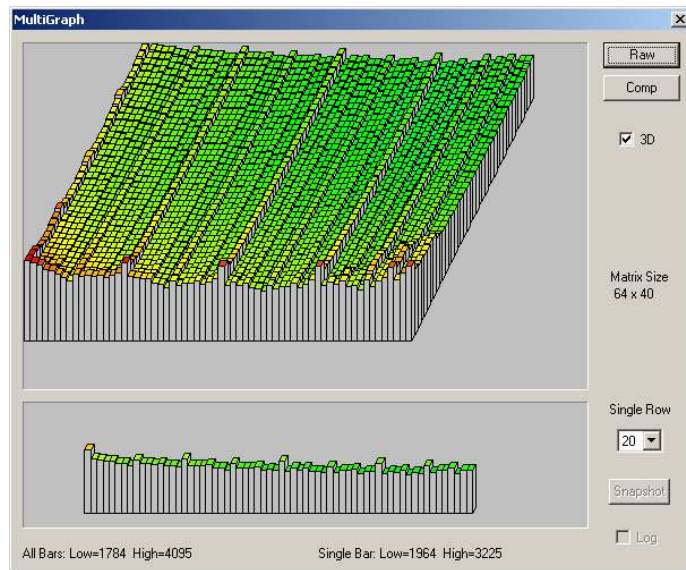 MultiGraph
Raw
Comp
3D
Matrix Size
64 x 40
Single Row
20
Snapshot
Log
All Bars: Low=1784 High=4095
Single Bar: Low=1964 High=3225